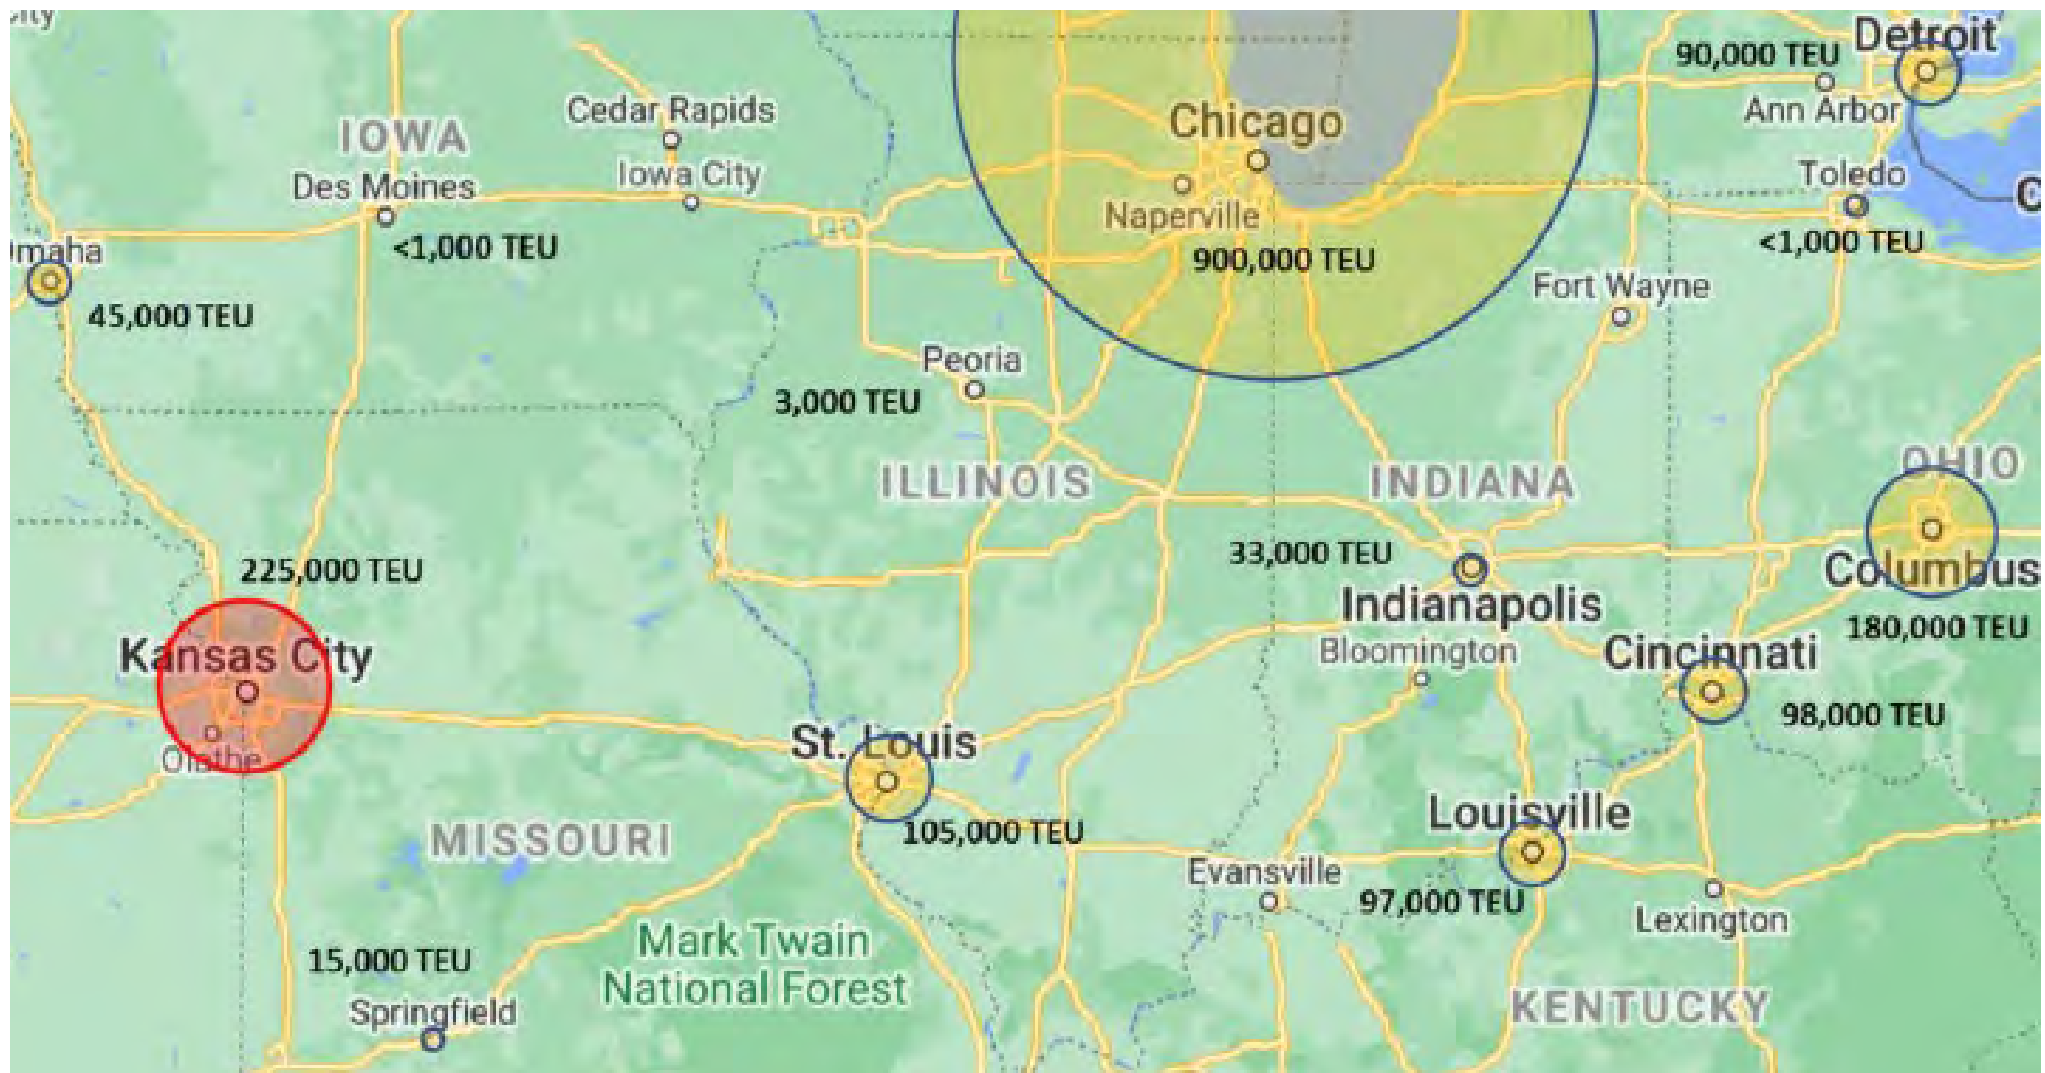 Detroit
90,000 TEU
Ann Arbor
Cedar Rapids
Chicago
IOWA
Iowa City
Des Moines
Toledo
Naperville
<1,000 TEU
<1,000 TEU
900,000 TEU
45,000 TEU
Fort Wayne
Peoria
3,000 TEU
ILLINOIS
INDIANA
OHIO
33,000 TEU
225,000 TEU
Columbus
Indianapolis
180,000 TEU
Kansas City
Bloomington
Cincinnati
98,000 TEU
Olathe
St. Louis
105,000 TEU
MISSOURI
Louisville
Evansville
97,000 TEU
Lexington
Mark Twain
National Forest
15,000 TEU
Springfield
KENTUCKY
maha
C